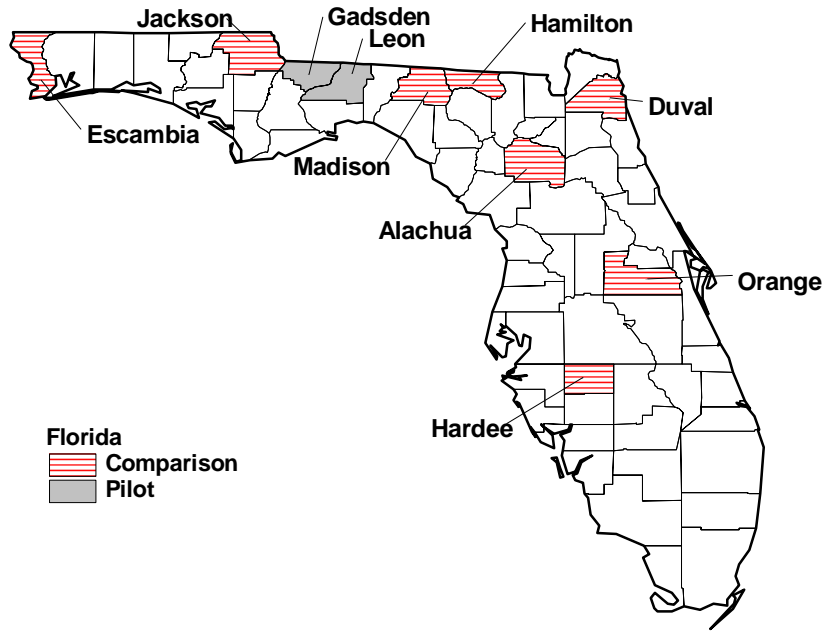 Jackson
Gadsden
Leon
Hamilton
Duval
Escambia
Madison
Alachua
Orange
Hardee
Florida
Comparison
Pilot